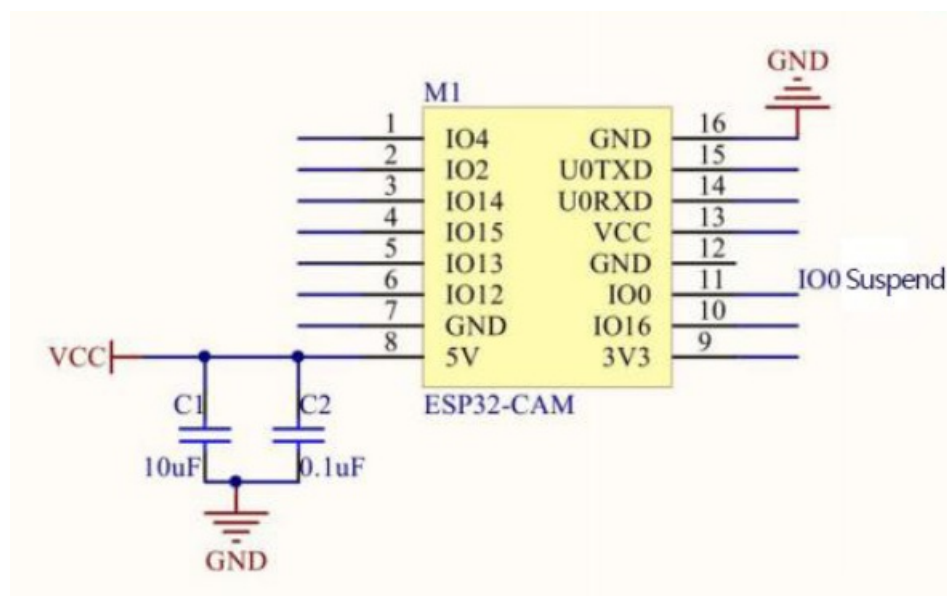 GND
M1
1 IO4 GND 16
2 IO2 U0TXD 15
3 IO14 U0RXD 14
4 IO15 VCC 13
5 IO13 GND 12
6 IO12 IO0 11 IO0 Suspend
7 GND IO16 10
VCC 8 5V 3V3 9
C1 C2 ESP32-CAM
10uF 0.1uF
GND